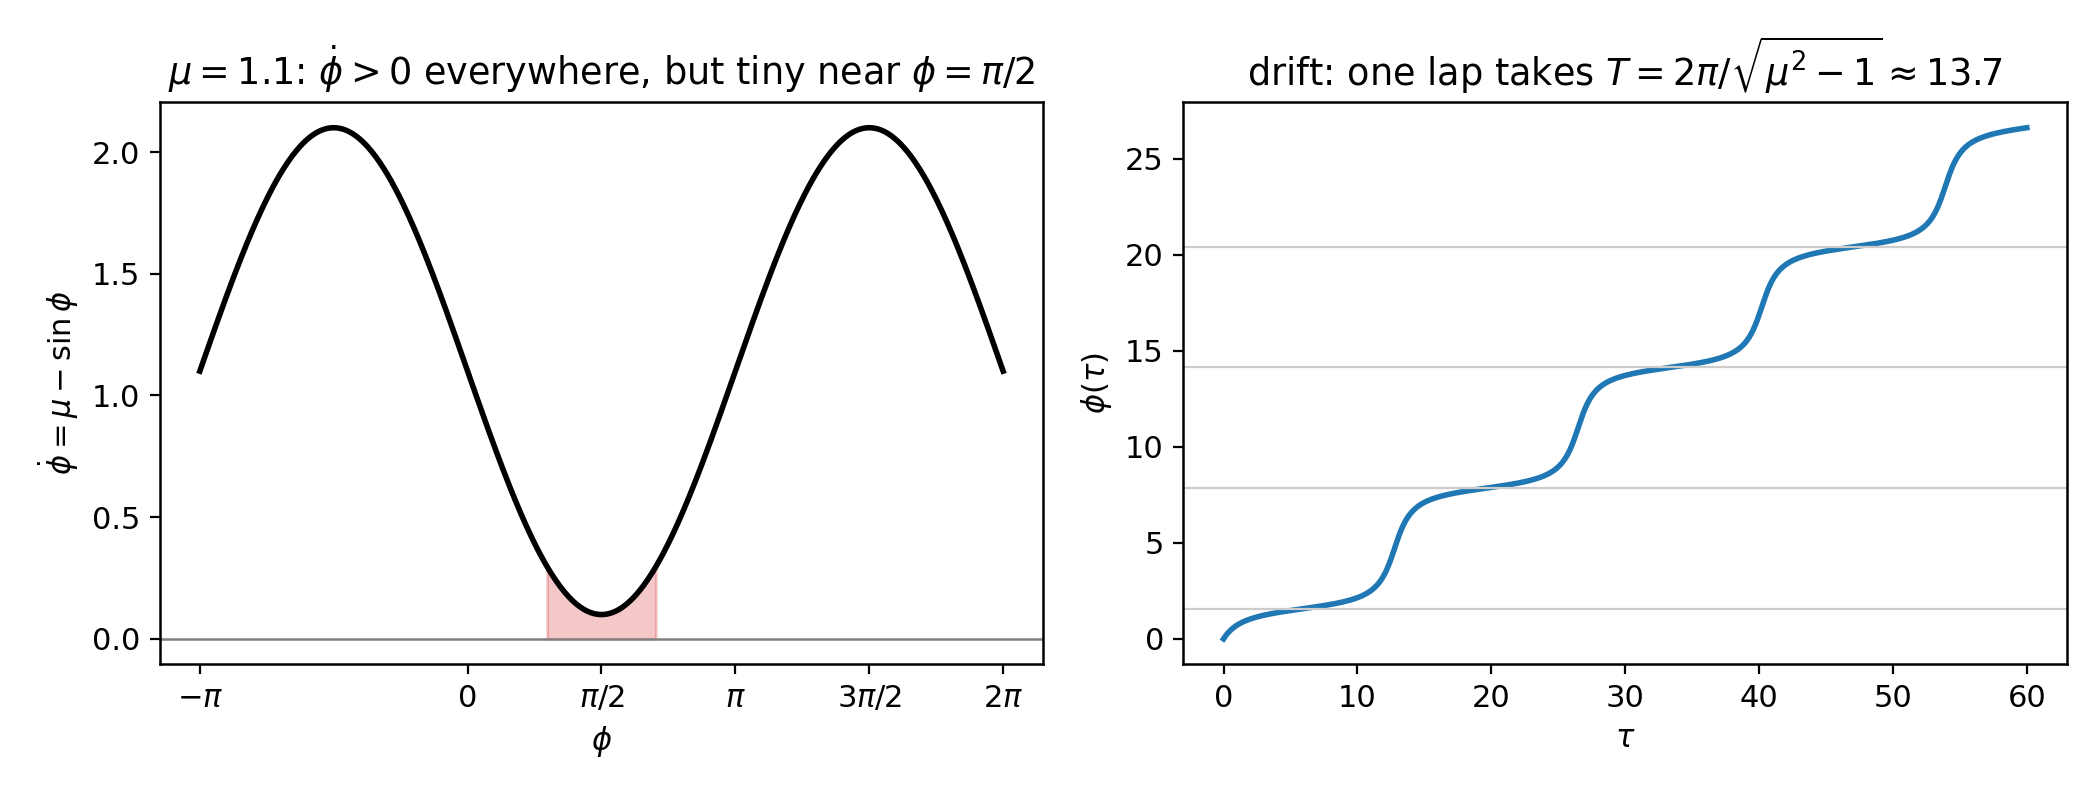 μ = 1.1: ϕ̇ > 0 everywhere, but tiny near ϕ = π/2
ϕ̇ = μ − sin ϕ
2.0
1.5
1.0
0.5
0.0
−π
0
π/2
π
3π/2
2π
ϕ
drift: one lap takes T = 2π/√(μ² − 1) ≈ 13.7
ϕ(τ)
25
20
15
10
5
0
0
10
20
30
40
50
60
τ